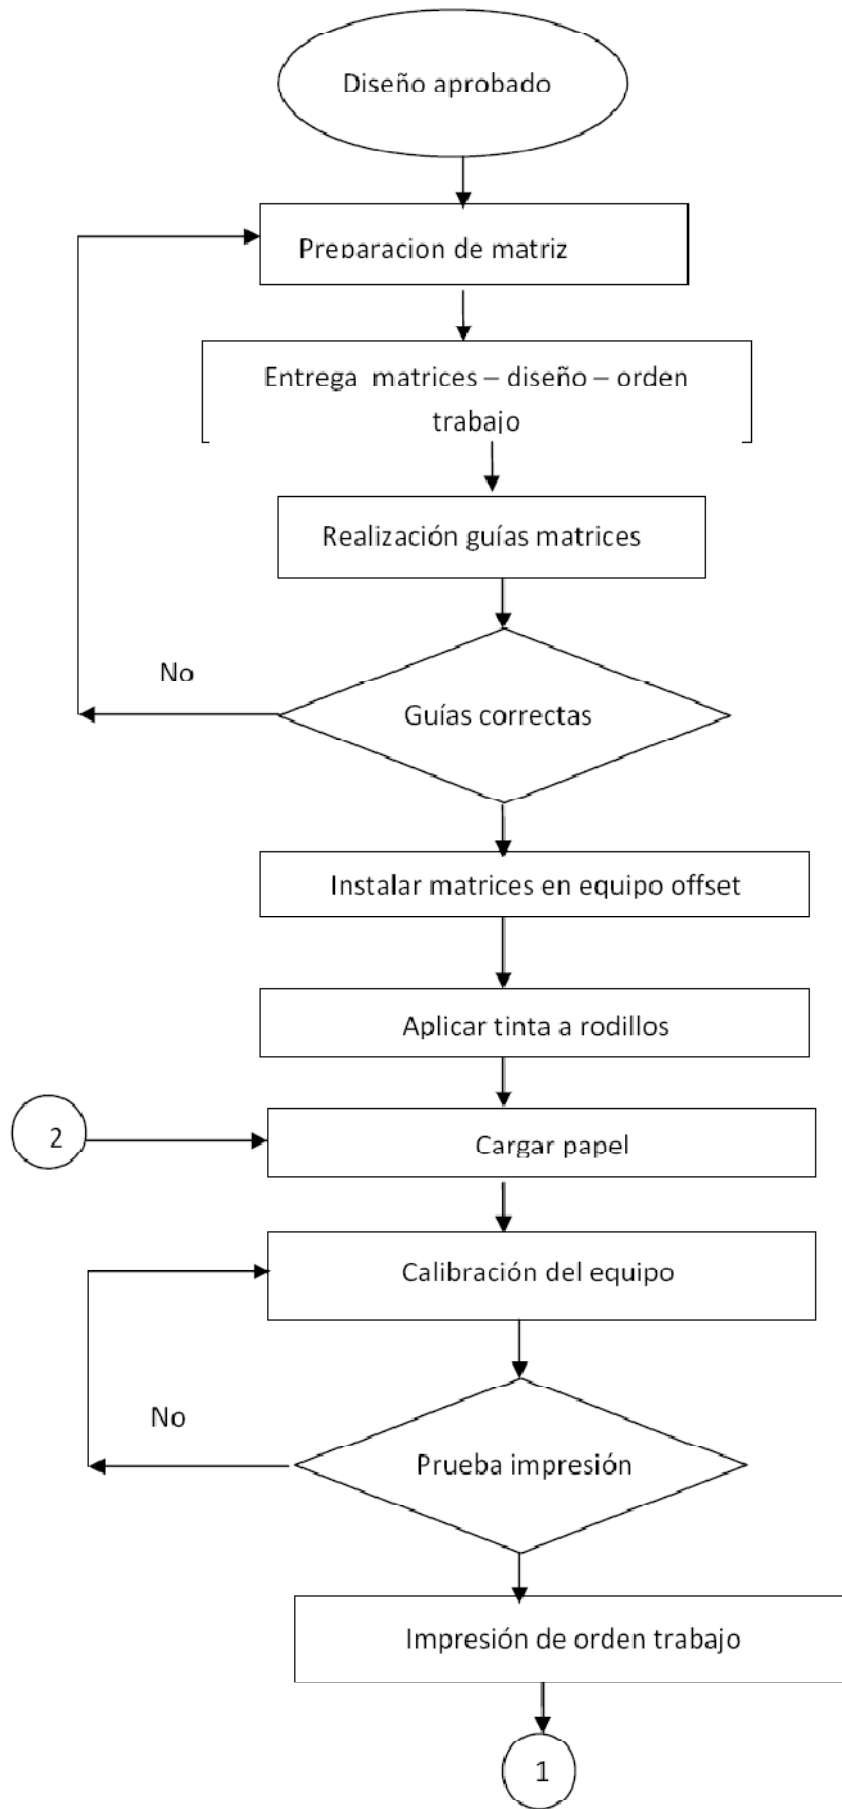 Diseño aprobado
Preparacion de matriz
Entrega matrices – diseño – orden
trabajo
Realización guías matrices
No
Guías correctas
Instalar matrices en equipo offset
Aplicar tinta a rodillos
2
Cargar papel
Calibración del equipo
No
Prueba impresión
Impresión de orden trabajo
1